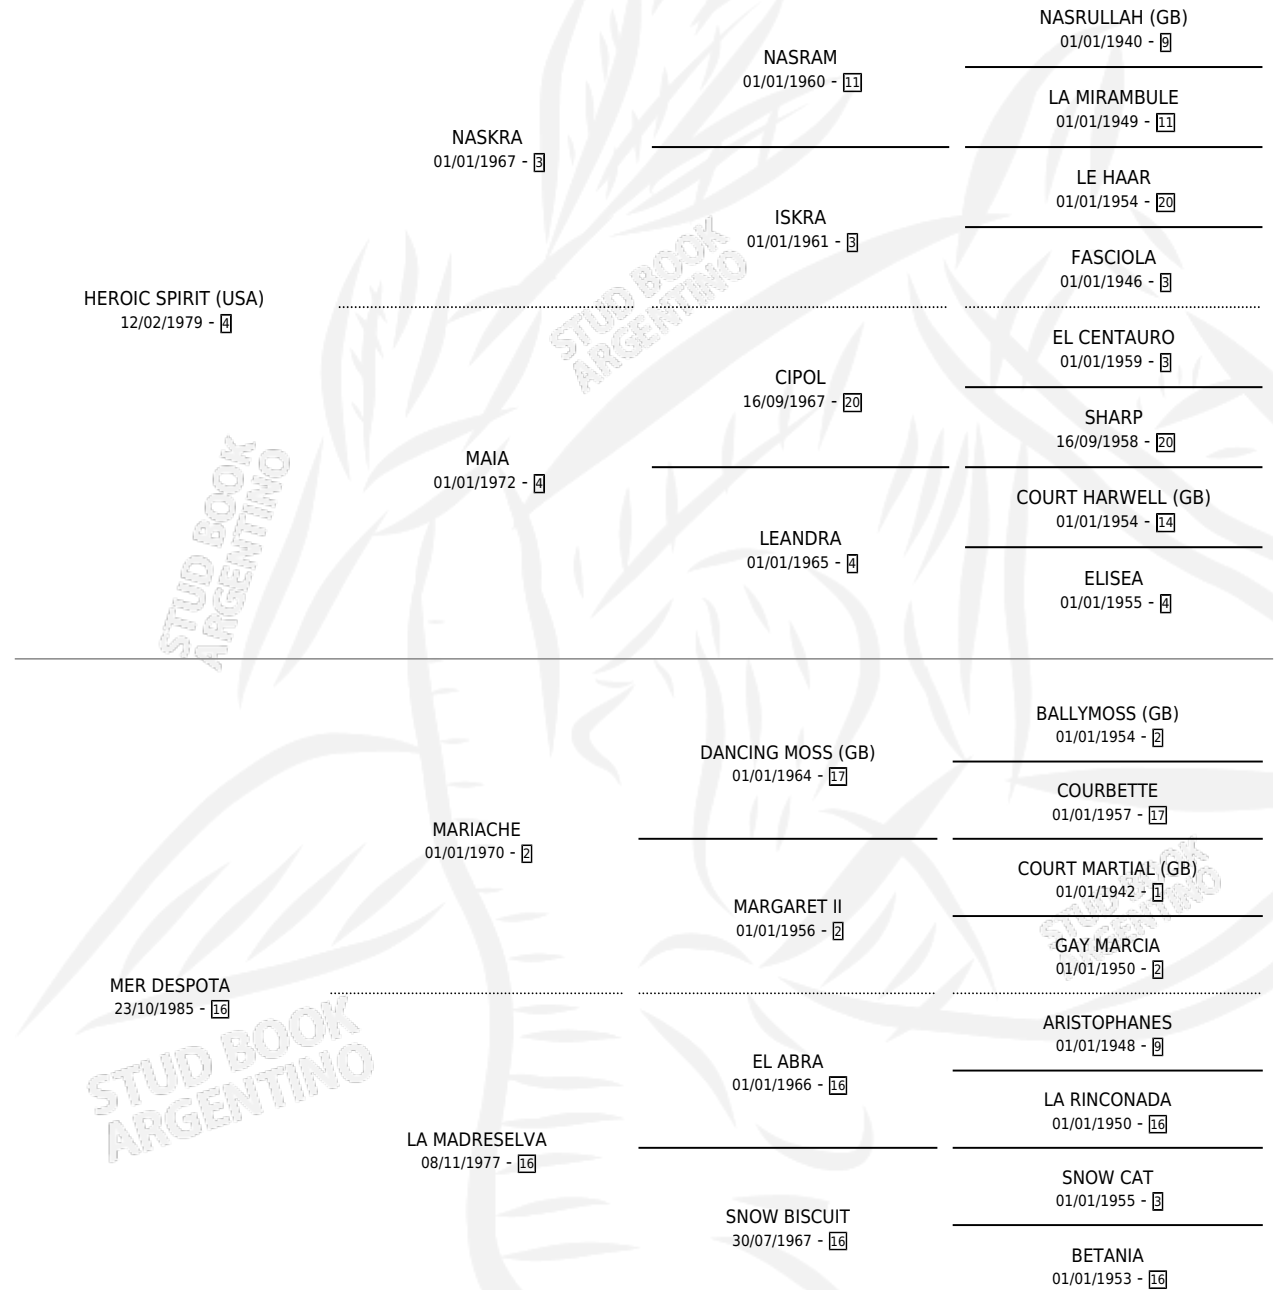 NASRULLAH (GB)
01/01/1940 - 9
NASRAM
01/01/1960 - 11
LA MIRAMBULE
01/01/1949 - 11
NASKRA
01/01/1967 - 3
LE HAAR
01/01/1954 - 20
ISKRA
01/01/1961 - 3
FASCIOLA
01/01/1946 - 3
HEROIC SPIRIT (USA)
12/02/1979 - 4
EL CENTAURO
01/01/1959 - 3
CIPOL
16/09/1967 - 20
SHARP
16/09/1958 - 20
MAIA
01/01/1972 - 4
COURT HARWELL (GB)
01/01/1954 - 14
LEANDRA
01/01/1965 - 4
ELISEA
01/01/1955 - 4
BALLYMOSS (GB)
01/01/1954 - 2
DANCING MOSS (GB)
01/01/1964 - 17
COURBETTE
01/01/1957 - 17
MARIACHE
01/01/1970 - 2
COURT MARTIAL (GB)
01/01/1942 - 1
MARGARET II
01/01/1956 - 2
GAY MARCIA
01/01/1950 - 2
MER DESPOTA
23/10/1985 - 16
ARISTOPHANES
01/01/1948 - 9
EL ABRA
01/01/1966 - 16
LA RINCONADA
01/01/1950 - 16
LA MADRESELVA
08/11/1977 - 16
SNOW CAT
01/01/1955 - 3
SNOW BISCUIT
30/07/1967 - 16
BETANIA
01/01/1953 - 16
STUD BOOK
ARGENTINO
STUD BOOK
ARGENTINO
STUD BOOK
ARGENTINO
STUD BOOK
ARGENTINO